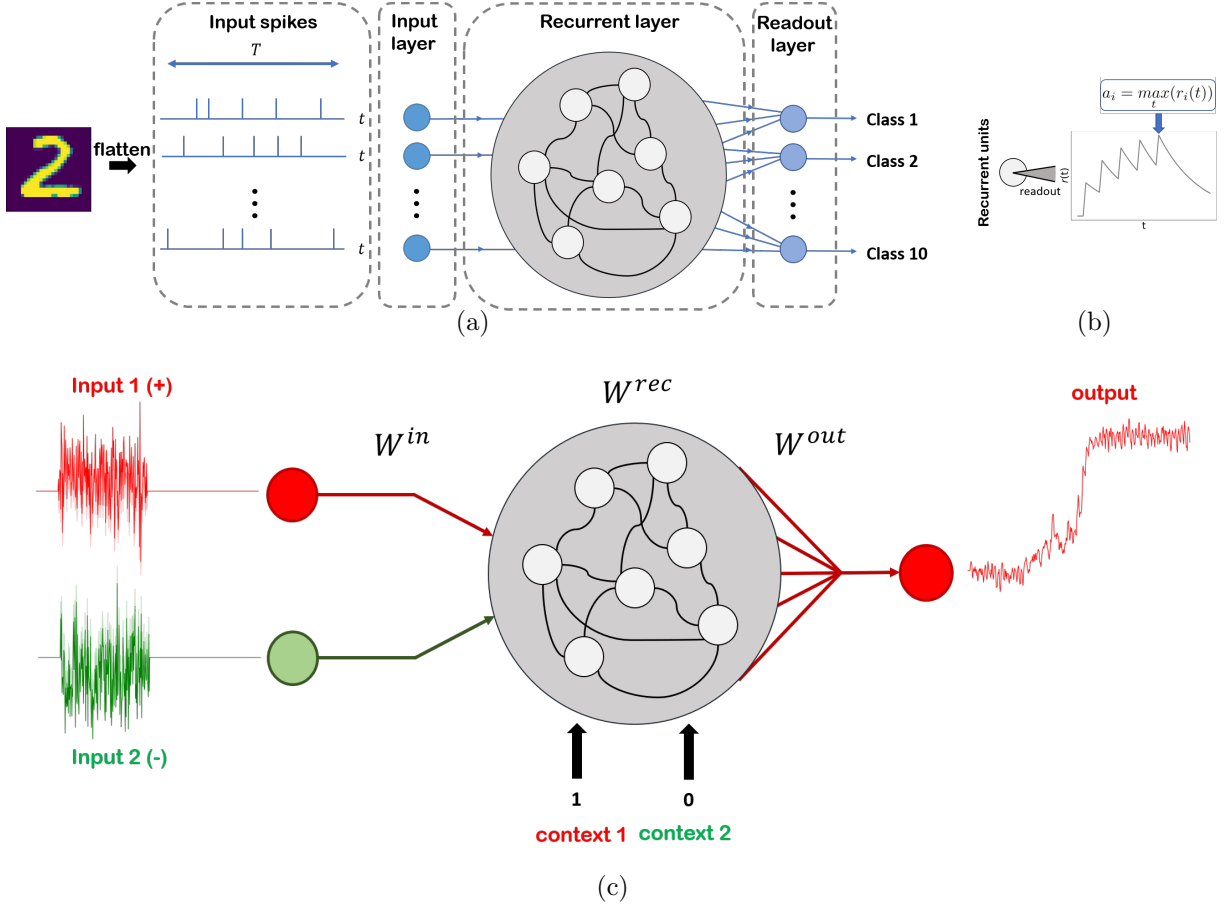 Input spikes
Input
layer
Recurrent layer
Readout
layer
T
t
t
t
flatten
2
Class 1
Class 2
Class 10
(a)
a_i = max_t(r_i(t))
Recurrent units
readout
r(t)
t
(b)
Input 1 (+)
Input 2 (-)
W^{in}
W^{rec}
W^{out}
output
1
0
context 1
context 2
(c)